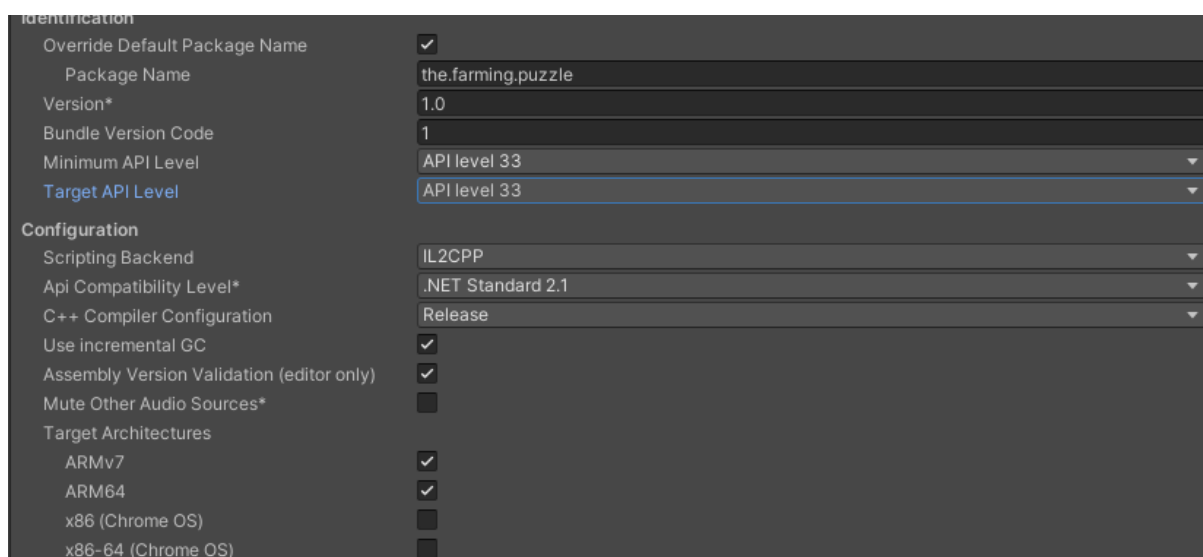 Identification
Override Default Package Name
Package Name the.farming.puzzle
Version* 1.0
Bundle Version Code 1
Minimum API Level API level 33
Target API Level API level 33
Configuration
Scripting Backend IL2CPP
Api Compatibility Level* .NET Standard 2.1
C++ Compiler Configuration Release
Use incremental GC
Assembly Version Validation (editor only)
Mute Other Audio Sources*
Target Architectures
ARMv7
ARM64
x86 (Chrome OS)
x86-64 (Chrome OS)